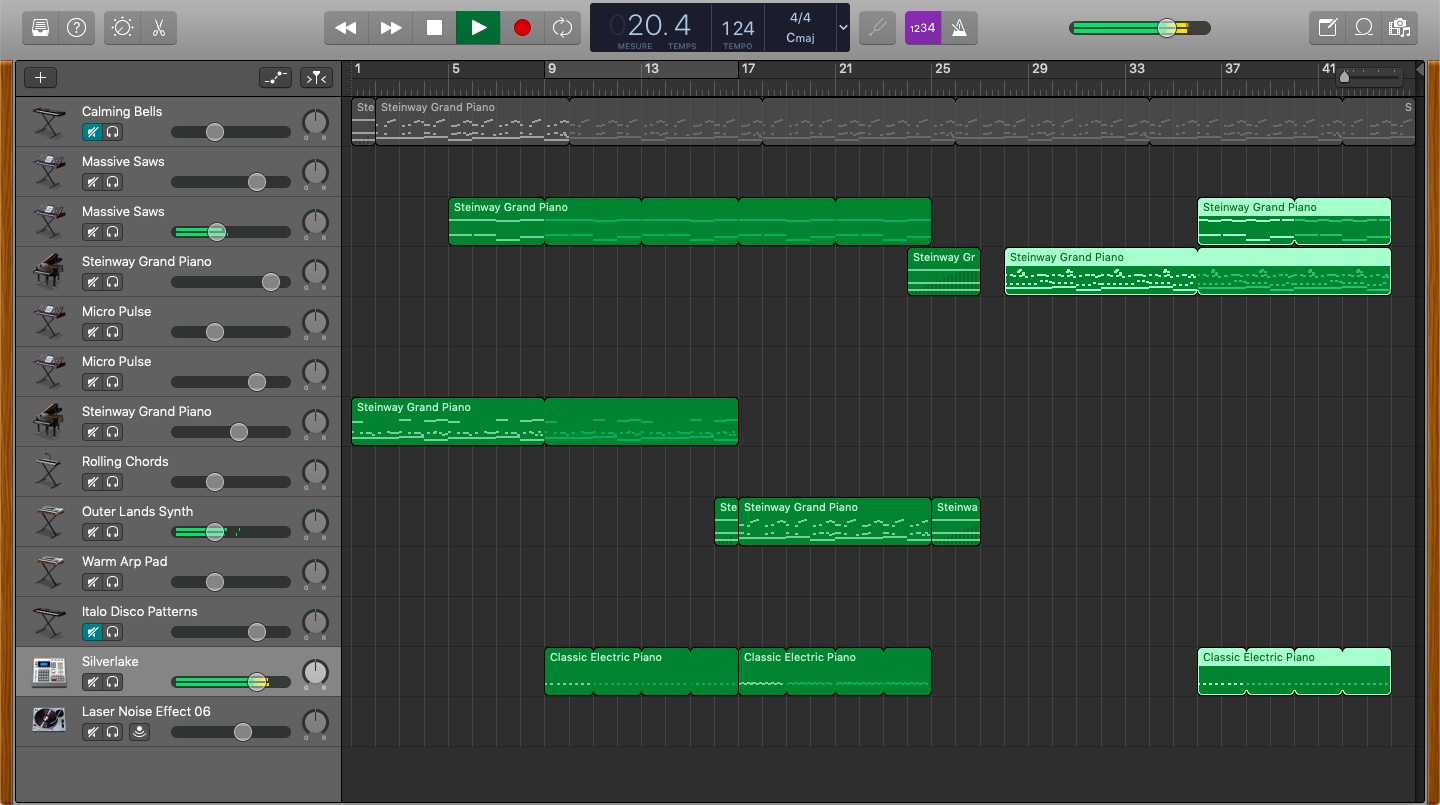 020.4
MESURE TEMPS
124
TEMPO
4/4
Cmaj
1234
1 5 9 13 17 21 25 29 33 37 41
Calming Bells
G R
Ste
Steinway Grand Piano
S
Massive Saws
G R
Massive Saws
G R
Steinway Grand Piano
Steinway Grand Piano
Steinway Grand Piano
G R
Steinway Gr
Steinway Grand Piano
Micro Pulse
G R
Micro Pulse
G R
Steinway Grand Piano
G R
Steinway Grand Piano
Rolling Chords
G R
Outer Lands Synth
G R
Ste
Steinway Grand Piano
Steinwa
Warm Arp Pad
G R
Italo Disco Patterns
G R
Silverlake
G R
Classic Electric Piano
Classic Electric Piano
Classic Electric Piano
Laser Noise Effect 06
G R